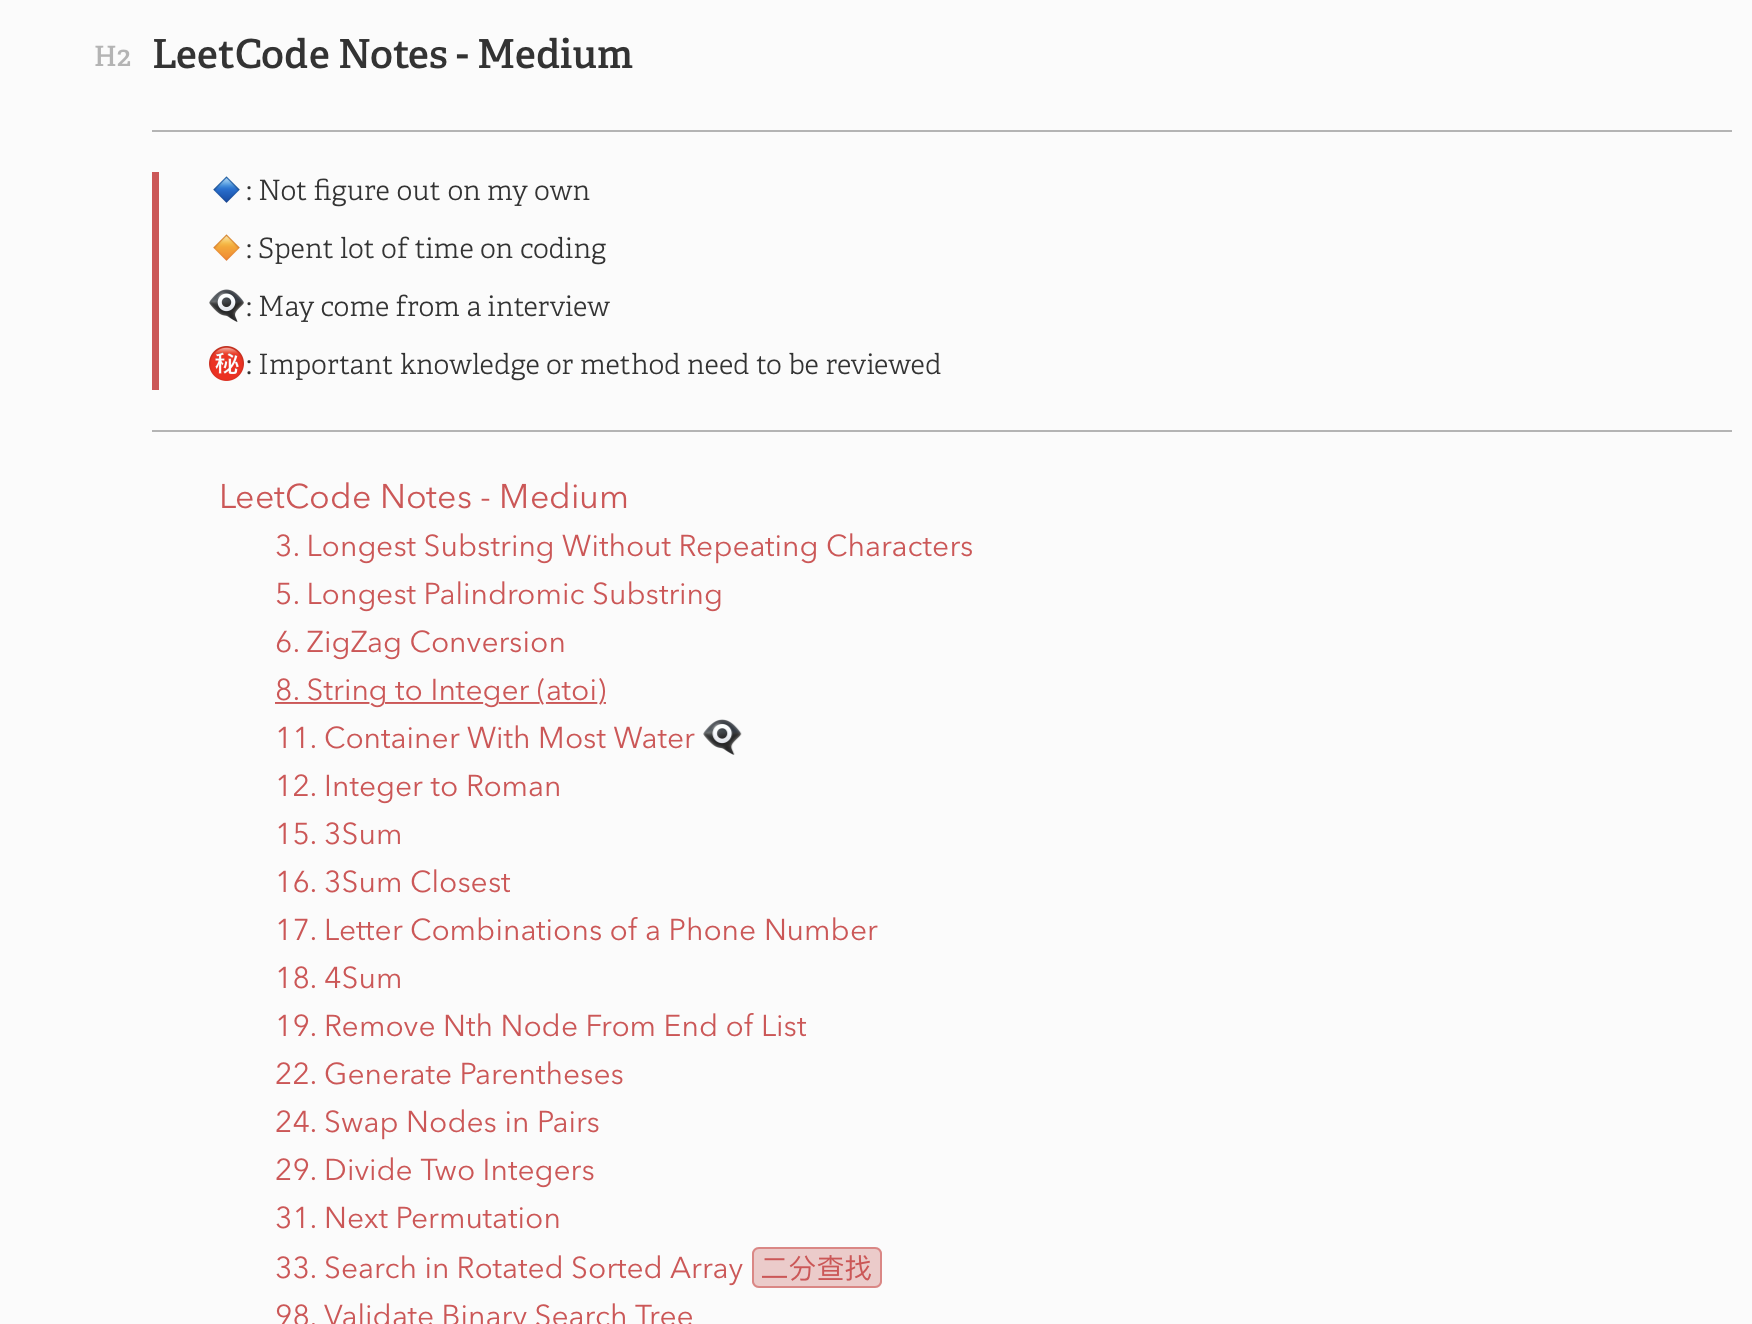 H2 LeetCode Notes - Medium
🔷: Not figure out on my own
🔶: Spent lot of time on coding
👁️‍🗨️: May come from a interview
㊙️: Important knowledge or method need to be reviewed
LeetCode Notes - Medium
3. Longest Substring Without Repeating Characters
5. Longest Palindromic Substring
6. ZigZag Conversion
8. String to Integer (atoi)
11. Container With Most Water 👁️‍🗨️
12. Integer to Roman
15. 3Sum
16. 3Sum Closest
17. Letter Combinations of a Phone Number
18. 4Sum
19. Remove Nth Node From End of List
22. Generate Parentheses
24. Swap Nodes in Pairs
29. Divide Two Integers
31. Next Permutation
33. Search in Rotated Sorted Array 二分查找
98. Validate Binary Search Tree